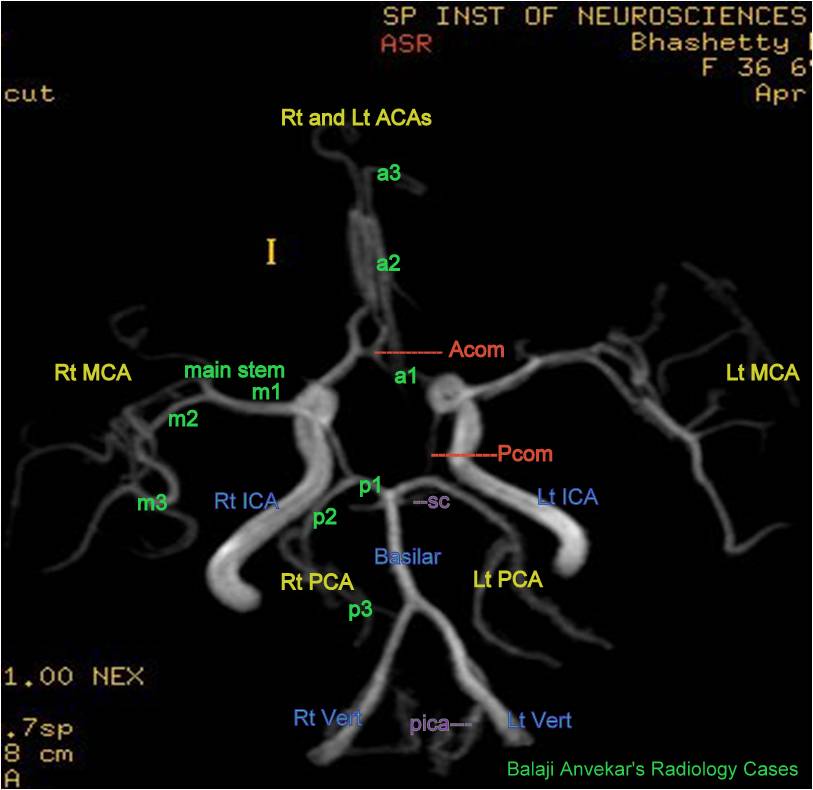 SP INST OF NEUROSCIENCES
ASR
Bhashetty
F 36
cut
Apr
Rt and Lt ACAs
a3
I
a2
Acom
Rt MCA
main stem
m1
a1
Lt MCA
m2
Pcom
m3
Rt ICA
p1
--sc
Lt ICA
p2
Basilar
Rt PCA
Lt PCA
p3
1.00 NEX
.7sp
Rt Vert
pica---
Lt Vert
8 cm
A
Balaji Anvekar's Radiology Cases